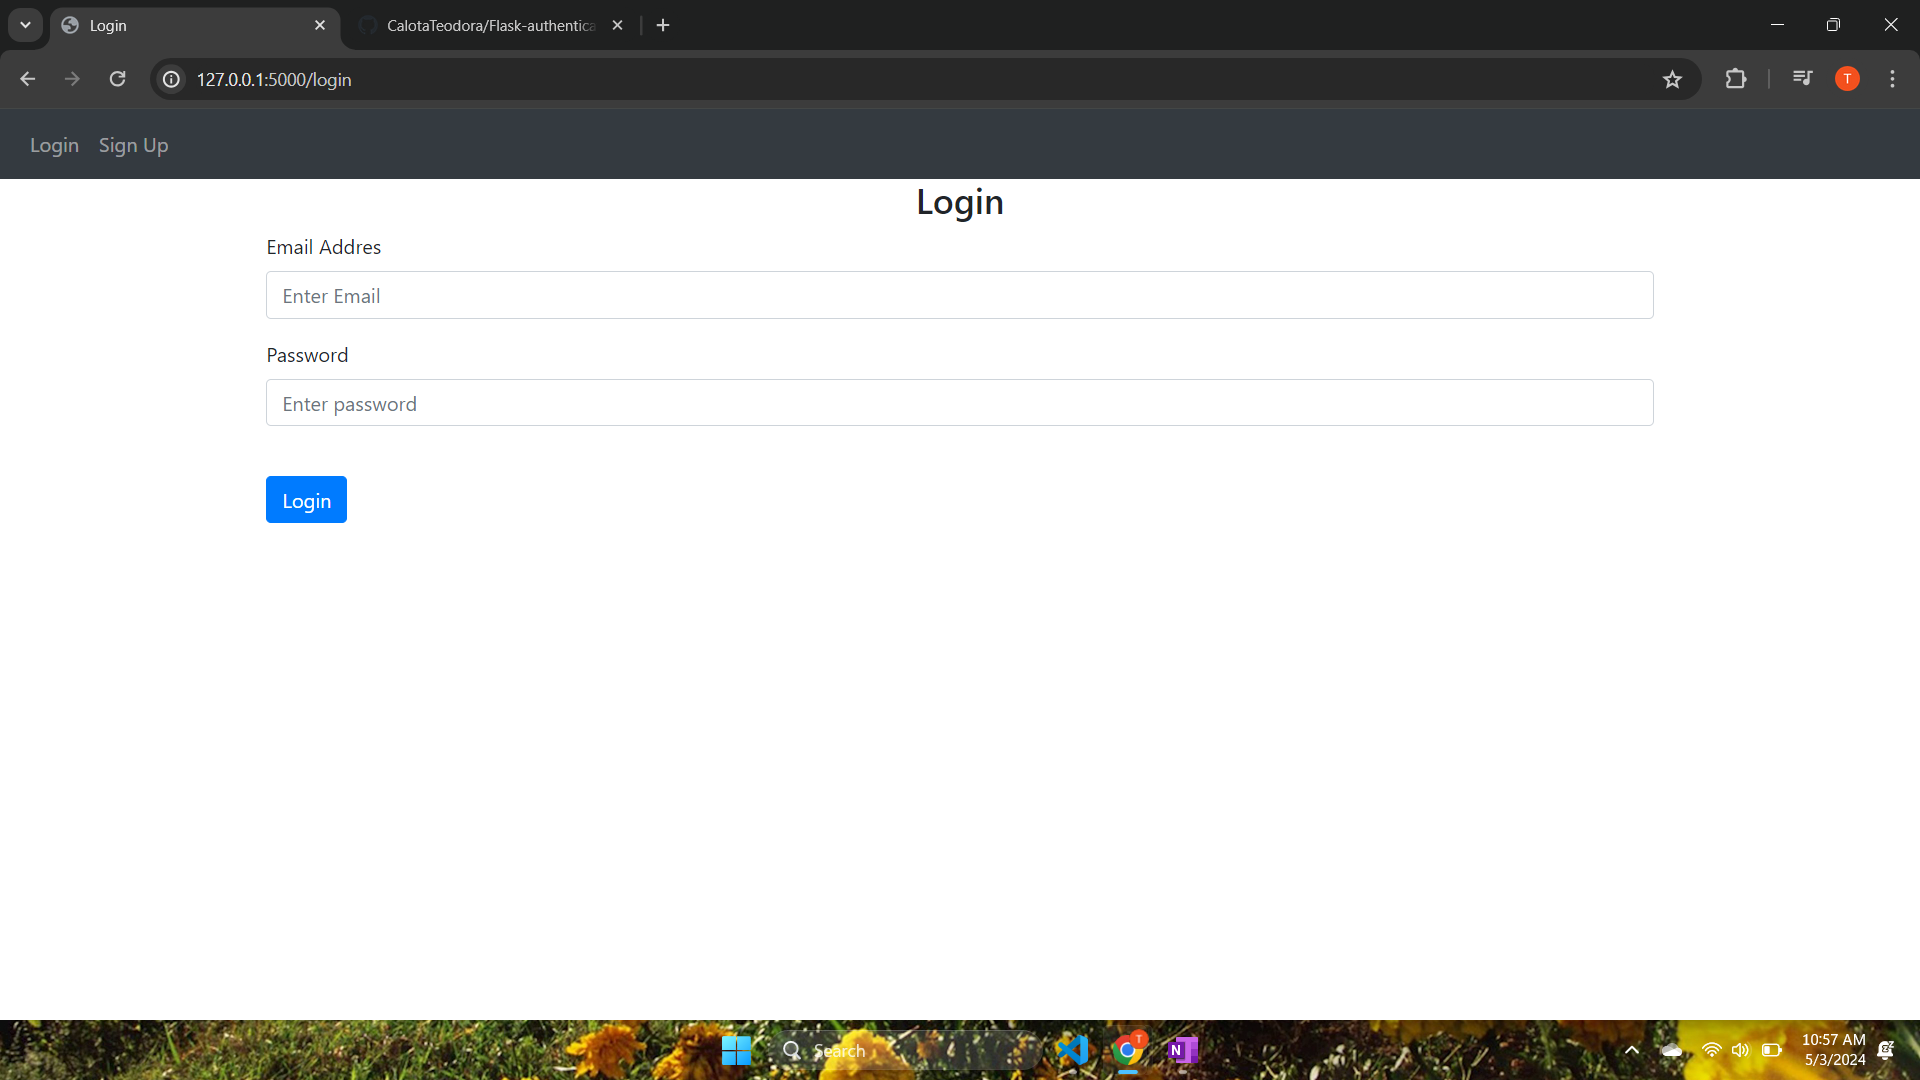 Login
CalotaTeodora/Flask-authentica
127.0.0.1:5000/login
T
Login Sign Up
Login
Email Addres
Enter Email
Password
Enter password
Login
Search
T
N
10:57 AM
5/3/2024